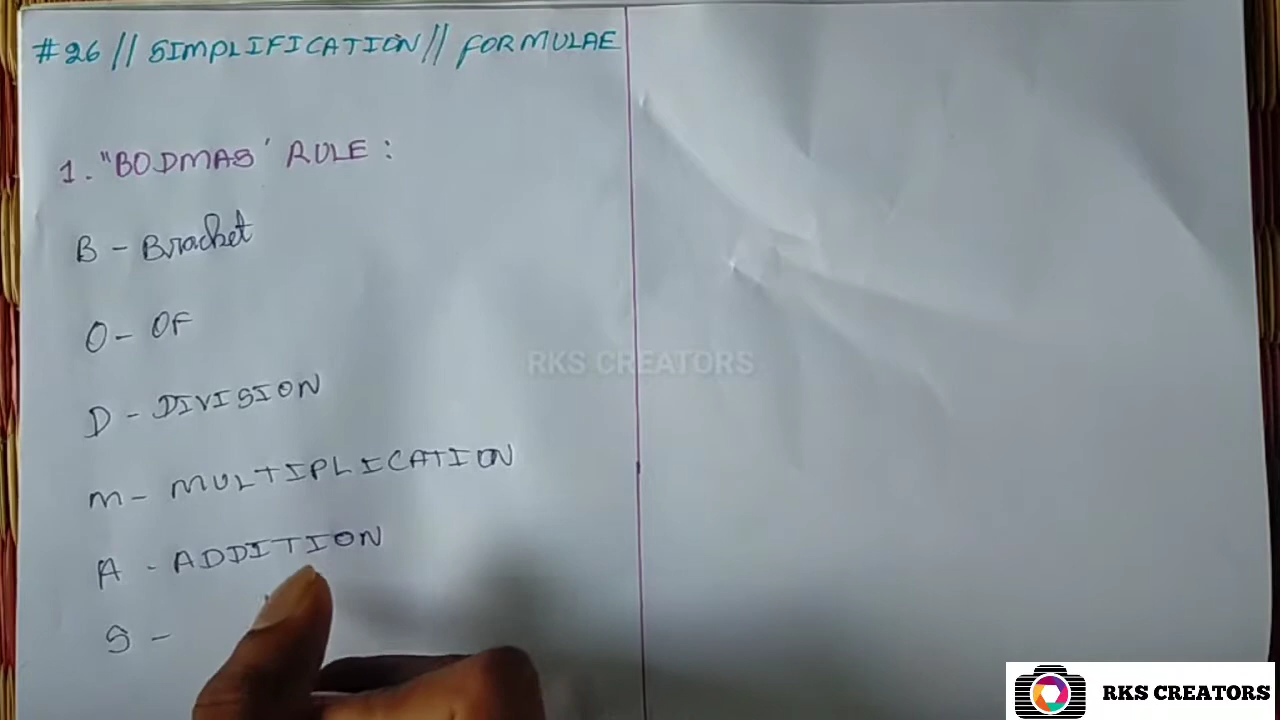 #26 // SIMPLIFICATION // FORMULAE
1. "BODMAS' RULE :
B - Bracket
O - OF
D - DIVISION
M - MULTIPLICATION
A - ADDITION
S -
RKS CREATORS
RKS CREATORS